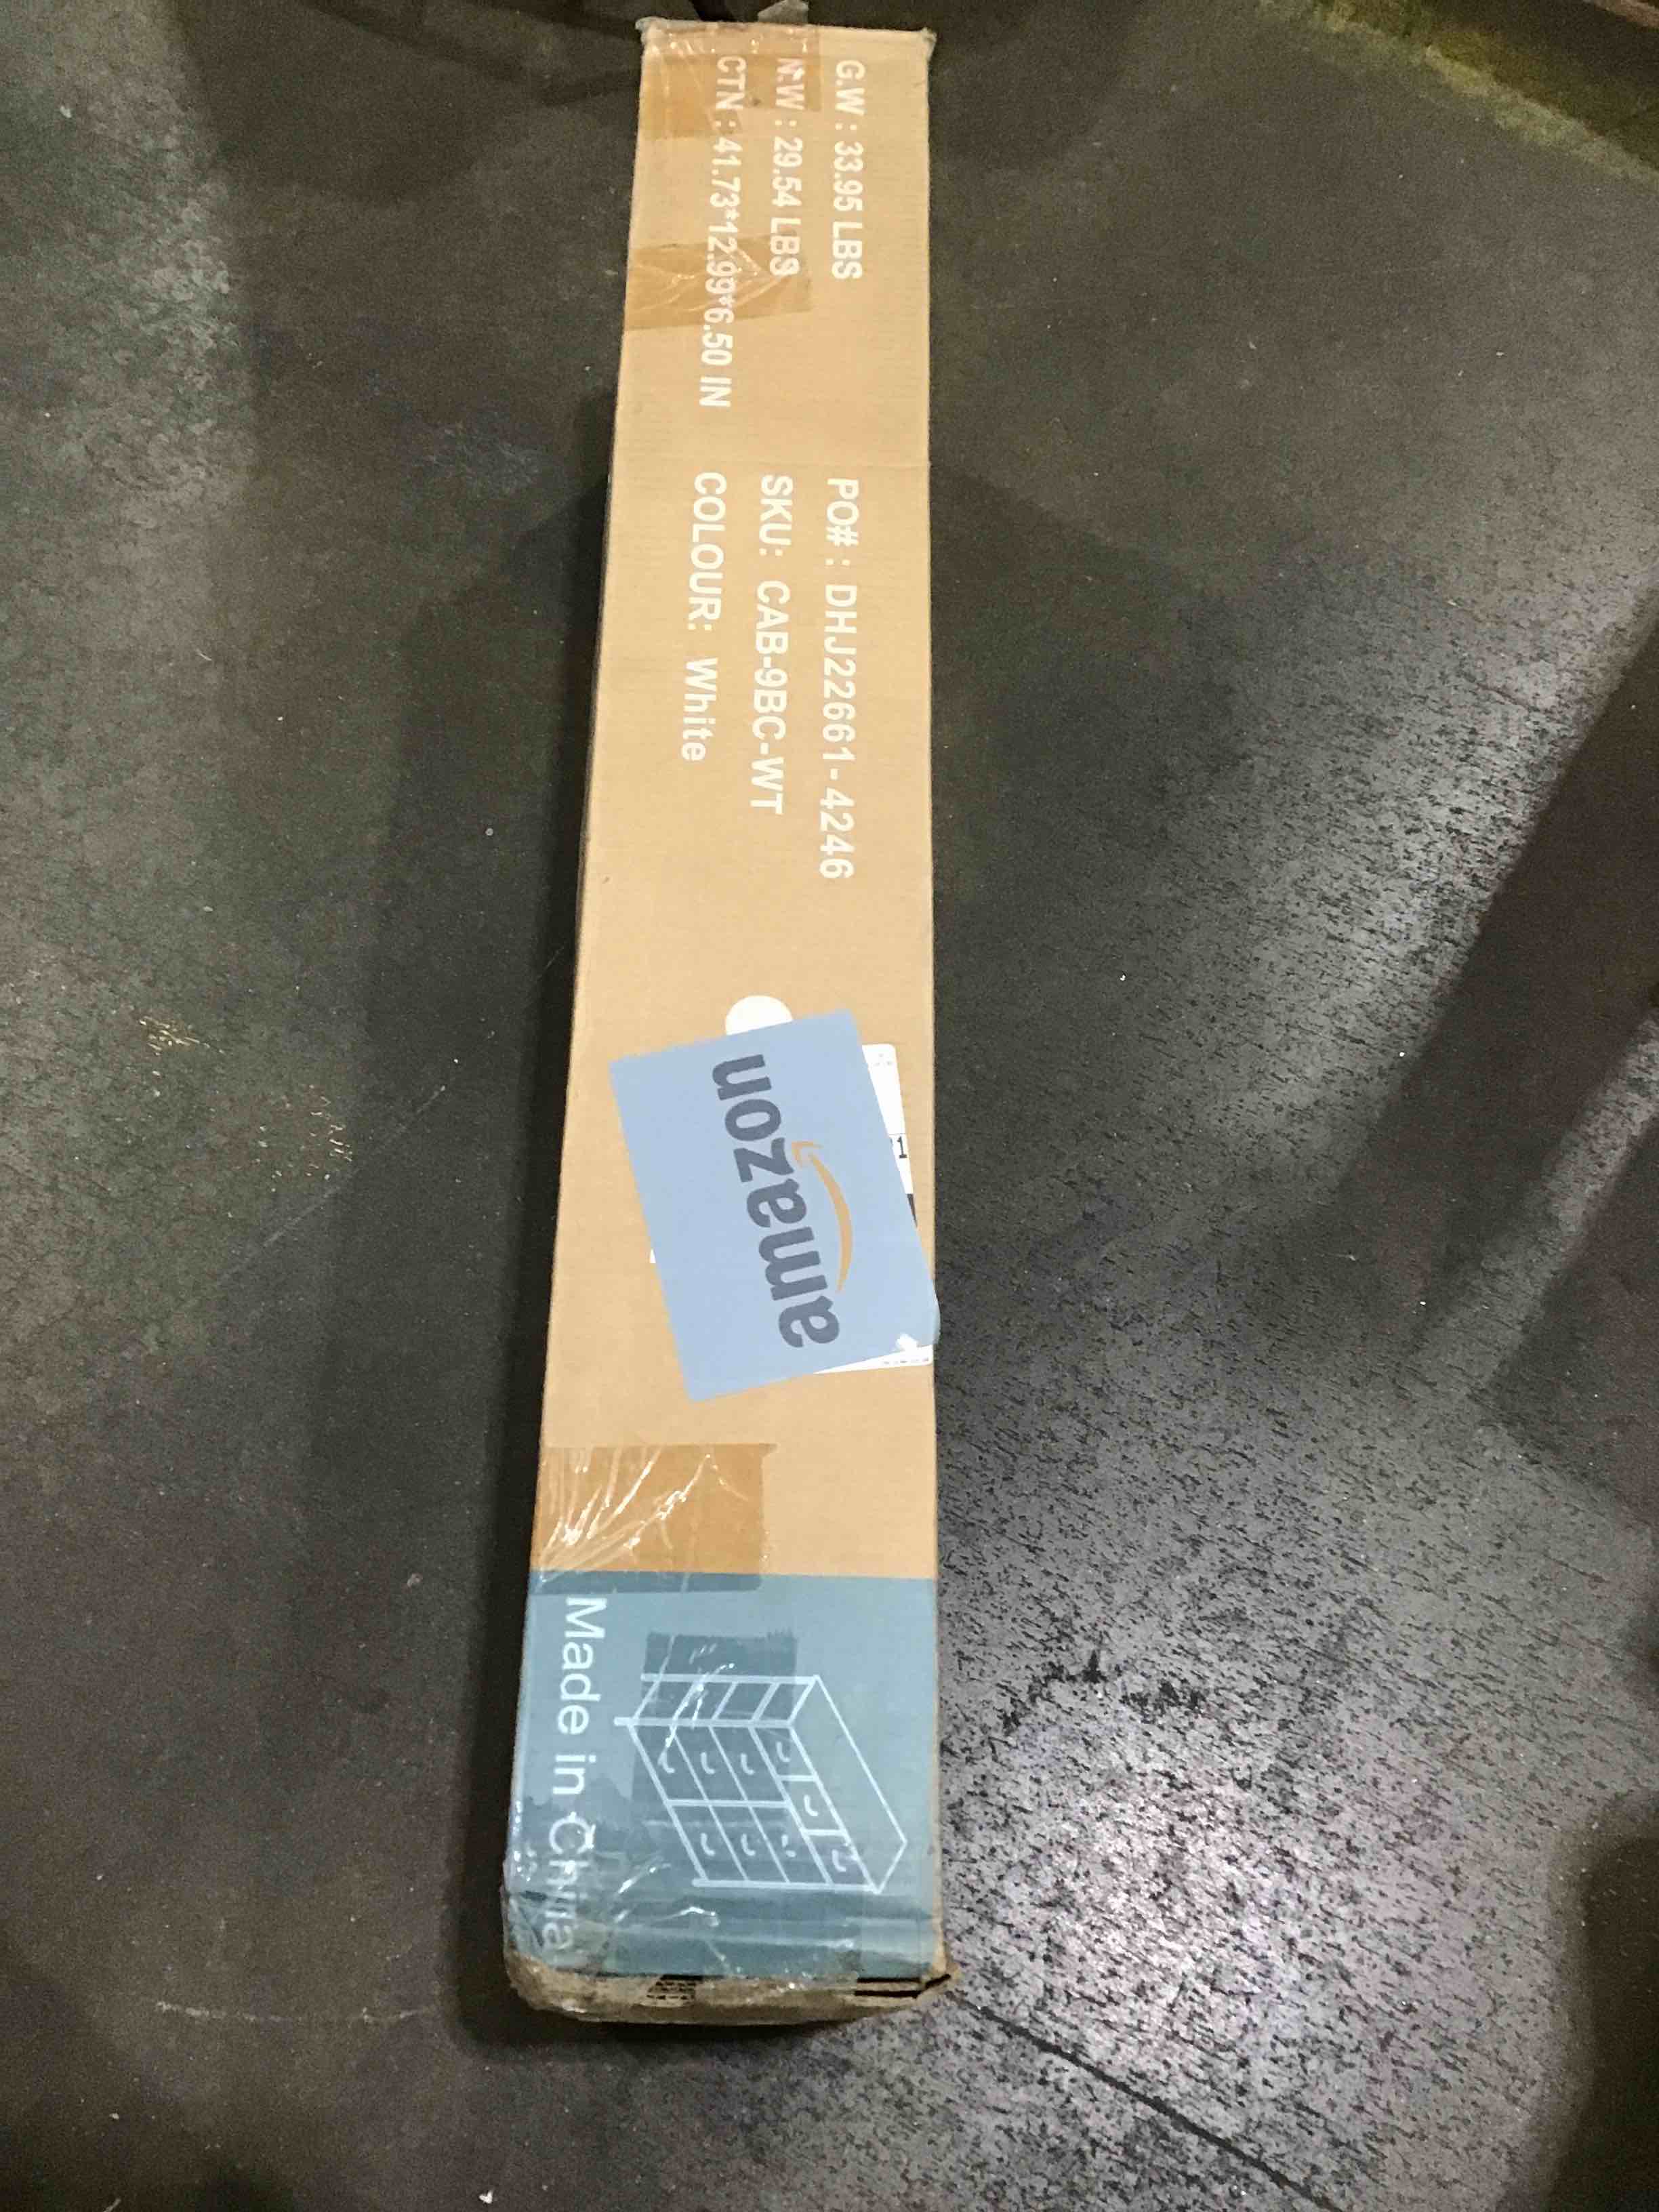 G.W : 33.95 LBS
N.W : 29.54 LBS
CTN : 41.73*12.99*6.50 IN
PO# : DHJ22661-4246
SKU: CAB-9BC-WT
COLOUR: White
amazon
Made in China